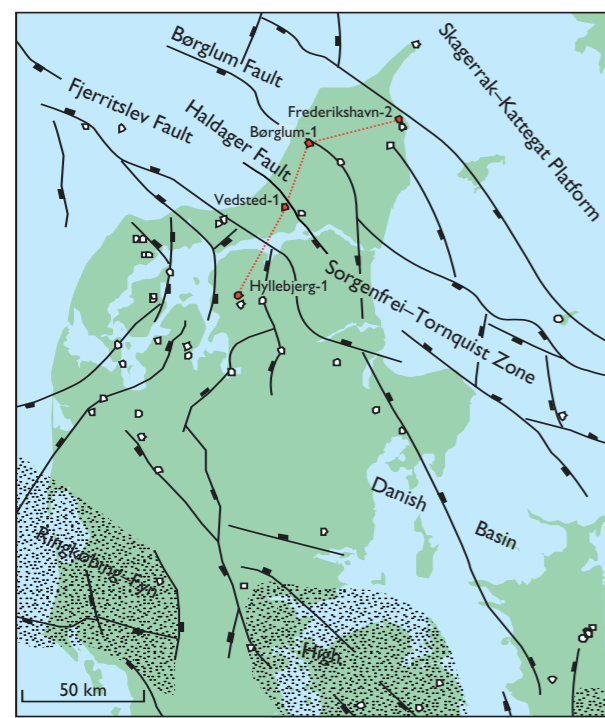 Børglum Fault
Skagerrak–Kattegat Platform
Fjerritslev Fault
Haldager Fault
Frederikshavn-2
Børglum-1
Vedsted-1
Hyllebjerg-1
Sorgenfrei–Tornquist Zone
Danish
Basin
Ringkøbing-Fyn
High
50 km